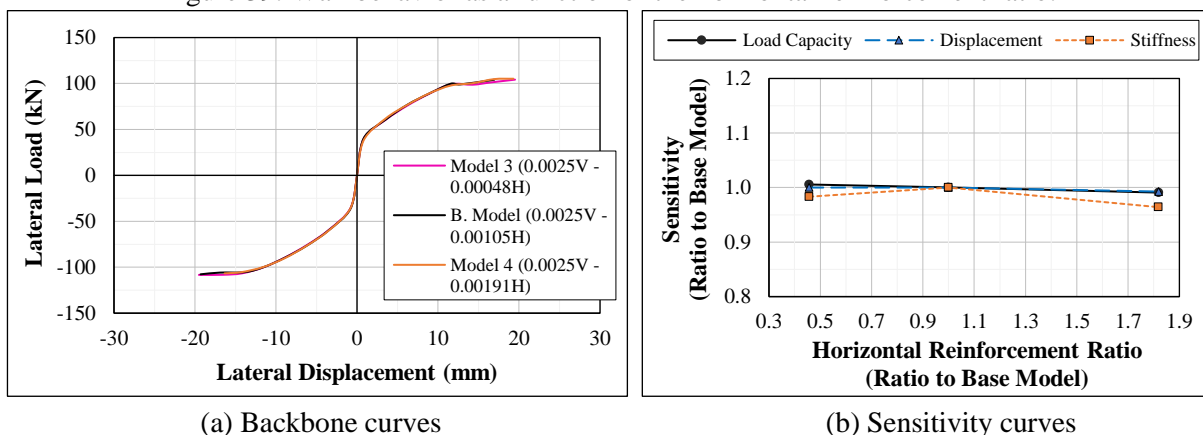 150
100
50
0
-50
-100
-150
-30
-20
-10
0
10
20
30
Lateral Load (kN)
Lateral Displacement (mm)
Model 3 (0.0025V -
0.00048H)
B. Model (0.0025V -
0.00105H)
Model 4 (0.0025V -
0.00191H)
(a) Backbone curves
Load Capacity
Displacement
Stiffness
1.2
1.1
1.0
0.9
0.8
0.3
0.5
0.7
0.9
1.1
1.3
1.5
1.7
1.9
Sensitivity
(Ratio to Base Model)
Horizontal Reinforcement Ratio
(Ratio to Base Model)
(b) Sensitivity curves